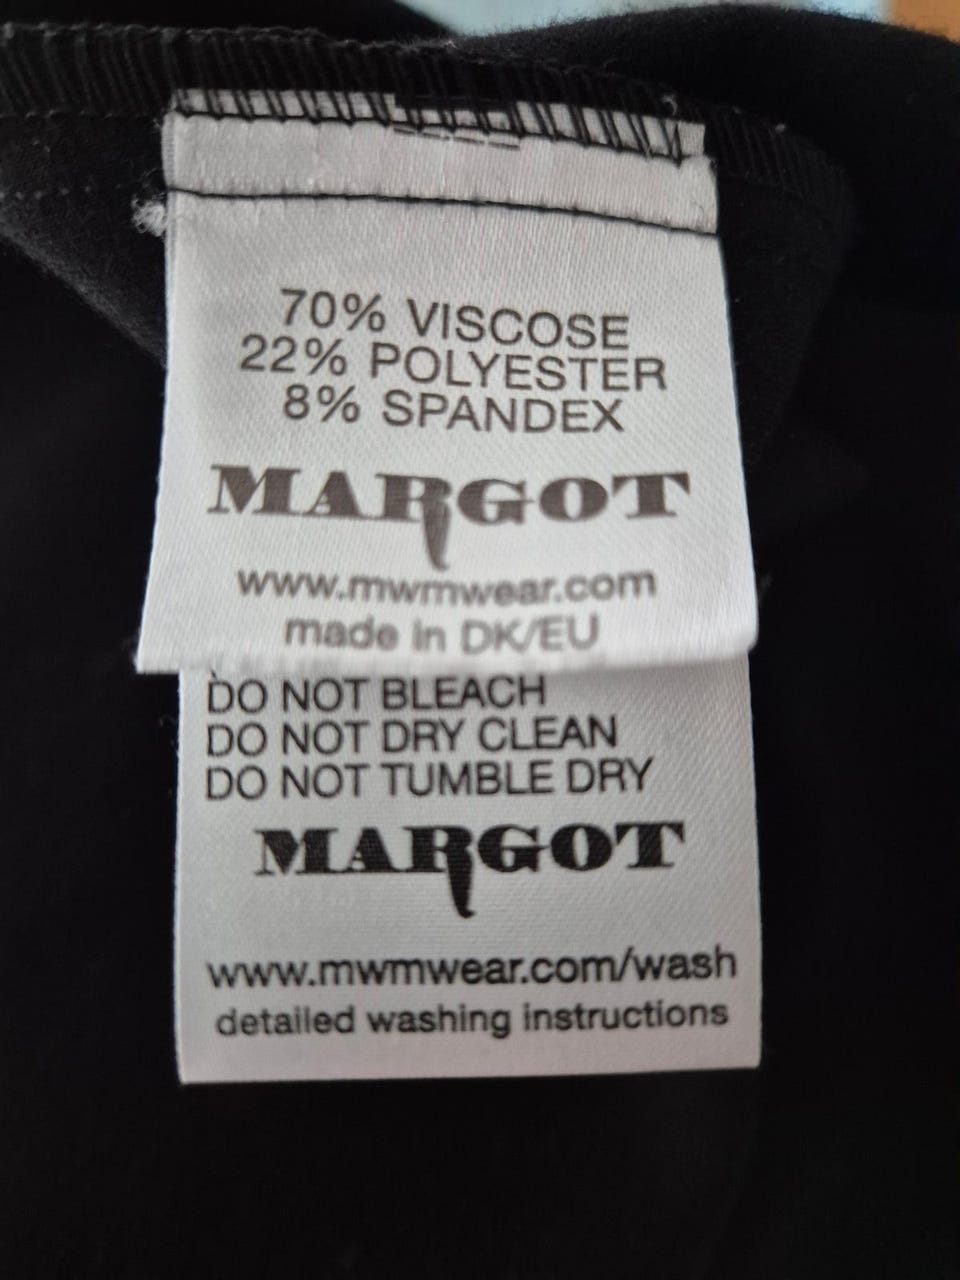 70% VISCOSE
22% POLYESTER
8% SPANDEX
MARGOT
www.mwmwear.com
made in DK/EU
DO NOT BLEACH
DO NOT DRY CLEAN
DO NOT TUMBLE DRY
MARGOT
www.mwmwear.com/wash
detailed washing instructions